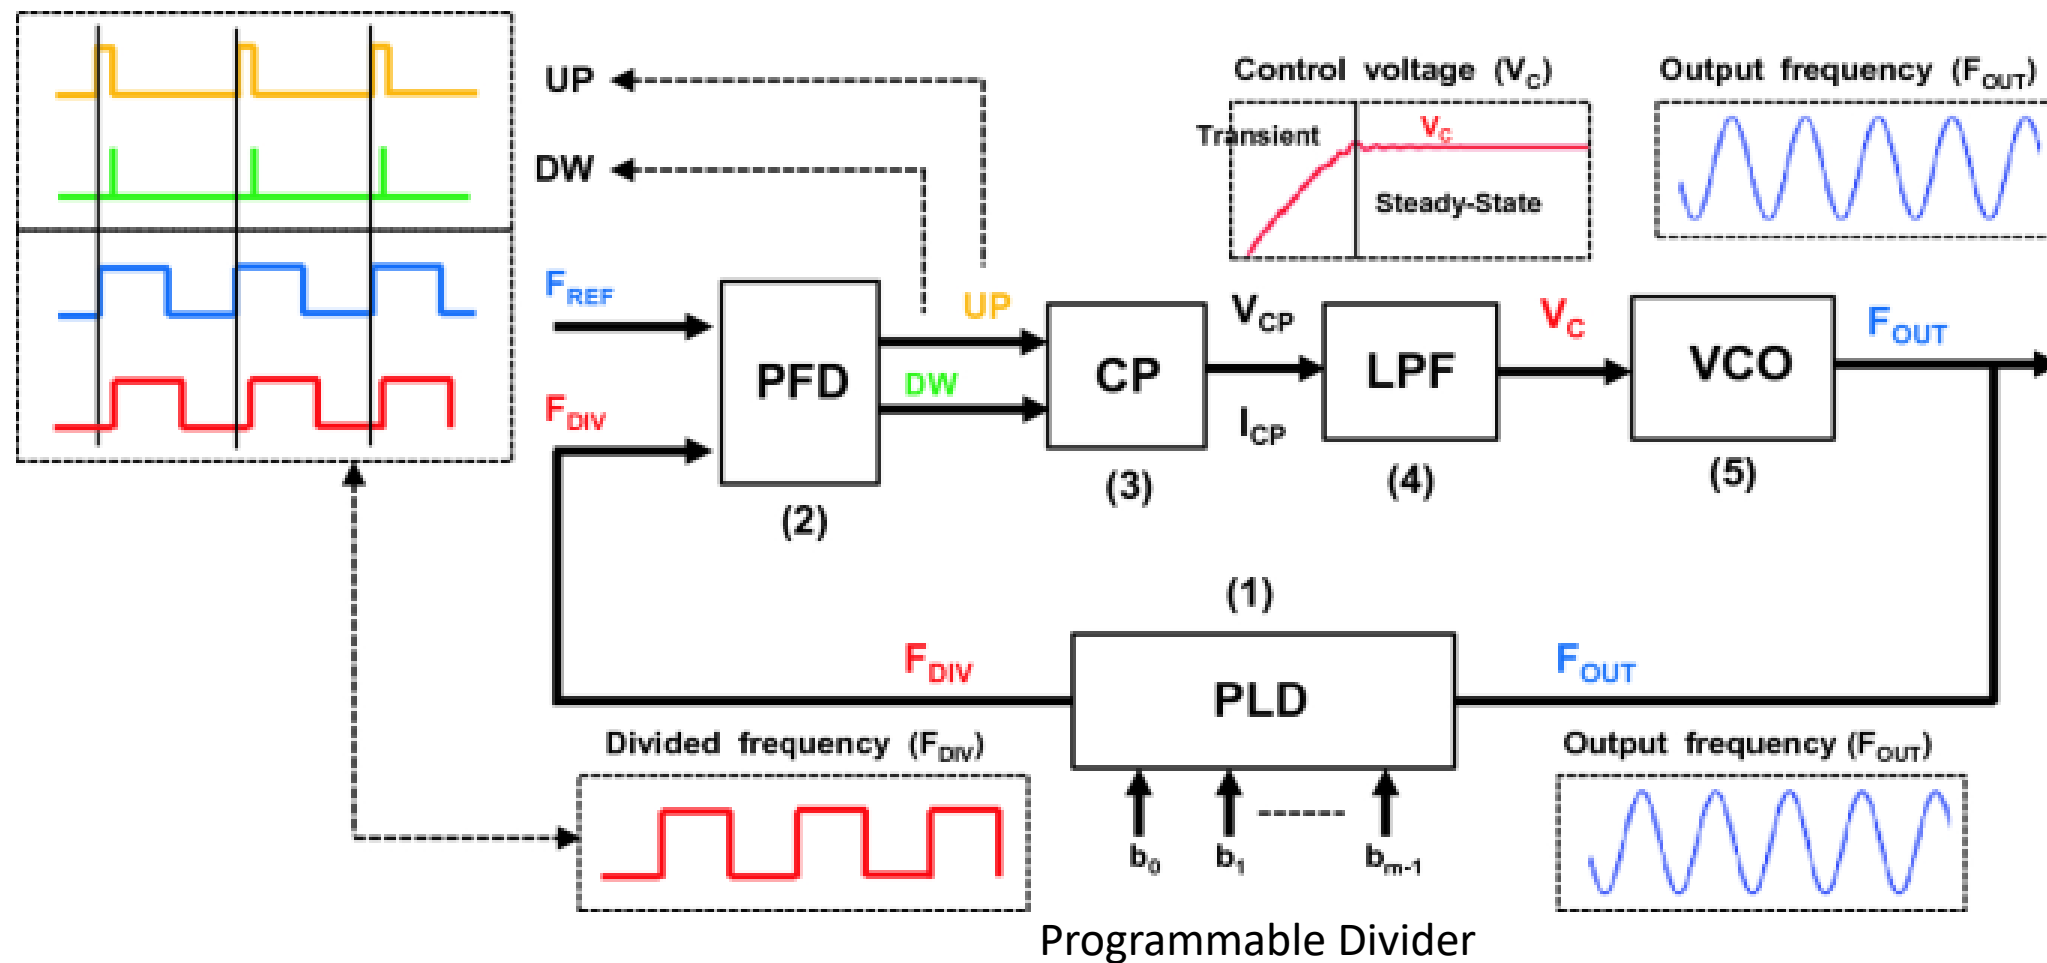 UP
DW
Control voltage (V_C)
Transient
V_C
Steady-State
Output frequency (F_OUT)
F_REF
F_DIV
PFD
(2)
UP
DW
CP
(3)
V_CP
I_CP
LPF
(4)
V_C
VCO
(5)
F_OUT
(1)
F_DIV
PLD
F_OUT
Divided frequency (F_DIV)
b_0
b_1
b_m-1
Output frequency (F_OUT)
Programmable Divider